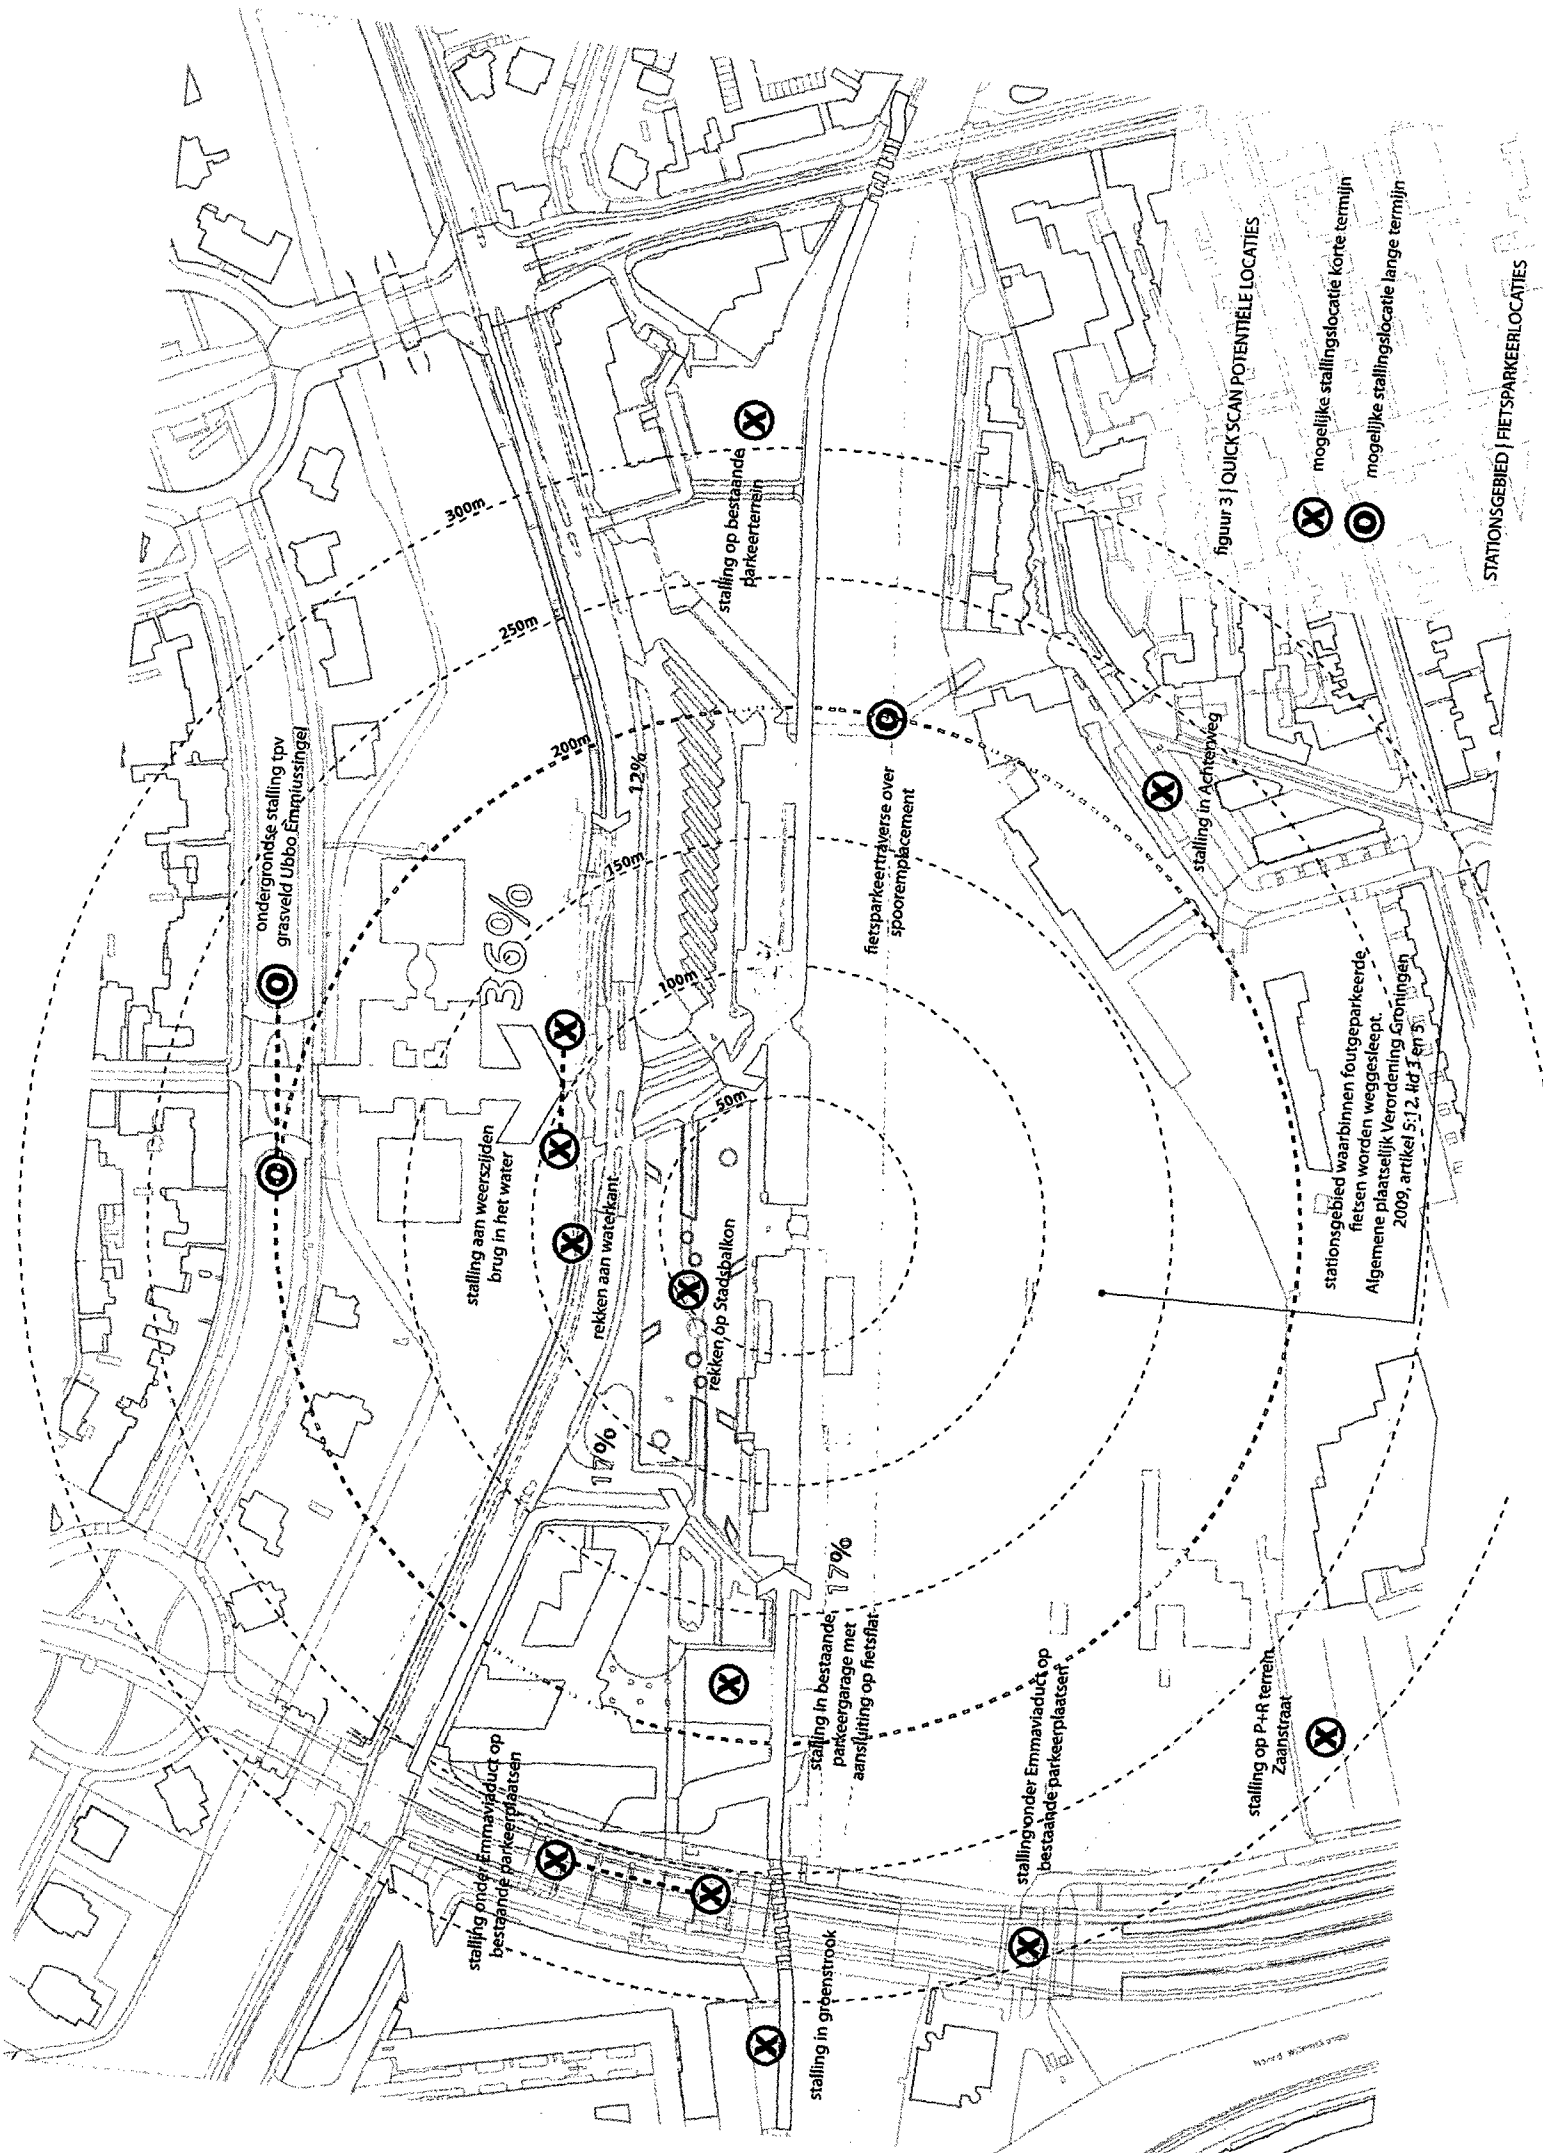 ondergrondse stalling tpv
grasveld Ubbo Emmiussingel
300m
250m
200m
150m
100m
50m
12%
36%
17%
17%
stalling op bestaande
parkeerterrein
fietsparkeertraverse over
spooremplacement
stalling in Achterweg
stalling aan weerszijden
brug in het water
rekken aan waterkant
rekken op Stadsbalkon
stalling in bestaande
parkeergarage met
aansluiting op fietsflat
stalling onder Emmaviaduct op
bestaande parkeerplaatsen
stalling onder Emmaviaduct op
bestaande parkeerplaatsen
stalling in groenstrook
stalling op P+R terrein
Zaanstraat
stationsgebied waarbinnen foutgeparkeerde
fietsen worden weggesleept.
Algemene plaatselijk Verordening Groningen
2009, artikel 5:12. lid 3 en 5
figuur 3 | QUICK SCAN POTENTIËLE LOCATIES
mogelijke stallingslocatie korte termijn
mogelijke stallingslocatie lange termijn
STATIONSGEBIED | FIETSPARKEERLOCATIES